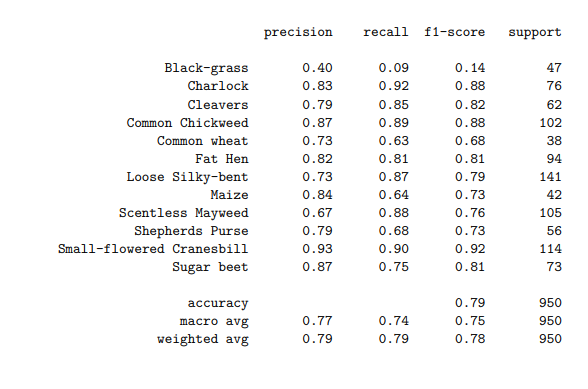 precision recall f1-score support
Black-grass 0.40 0.09 0.14 47
Charlock 0.83 0.92 0.88 76
Cleavers 0.79 0.85 0.82 62
Common Chickweed 0.87 0.89 0.88 102
Common wheat 0.73 0.63 0.68 38
Fat Hen 0.82 0.81 0.81 94
Loose Silky-bent 0.73 0.87 0.79 141
Maize 0.84 0.64 0.73 42
Scentless Mayweed 0.67 0.88 0.76 105
Shepherds Purse 0.79 0.68 0.73 56
Small-flowered Cranesbill 0.93 0.90 0.92 114
Sugar beet 0.87 0.75 0.81 73
accuracy 0.79 950
macro avg 0.77 0.74 0.75 950
weighted avg 0.79 0.79 0.78 950